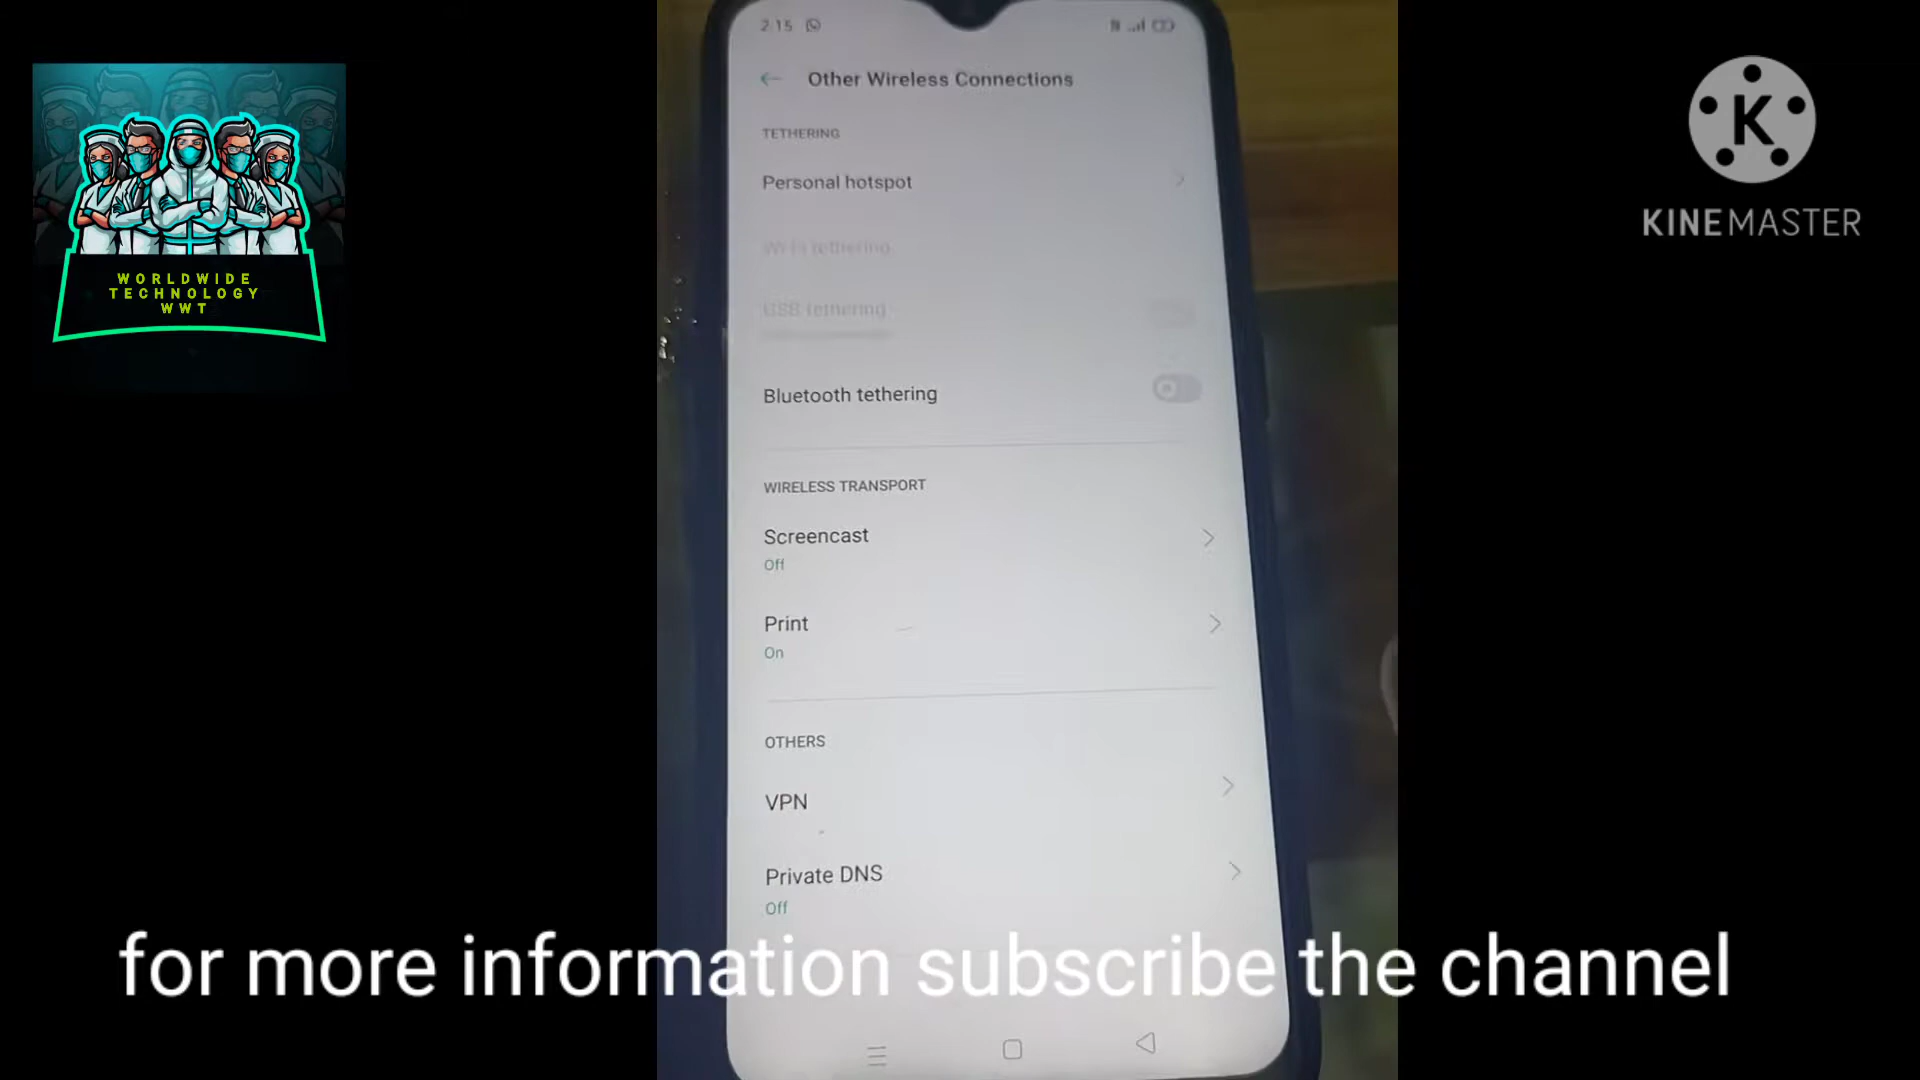 WORLDWIDE
TECHNOLOGY
WWT
2:15
Other Wireless Connections
TETHERING
Personal hotspot
Wi-Fi tethering
USB tethering
Bluetooth tethering
WIRELESS TRANSPORT
Screencast
Off
Print
On
OTHERS
VPN
Private DNS
Off
for more information subscribe the channel
K
KINEMASTER